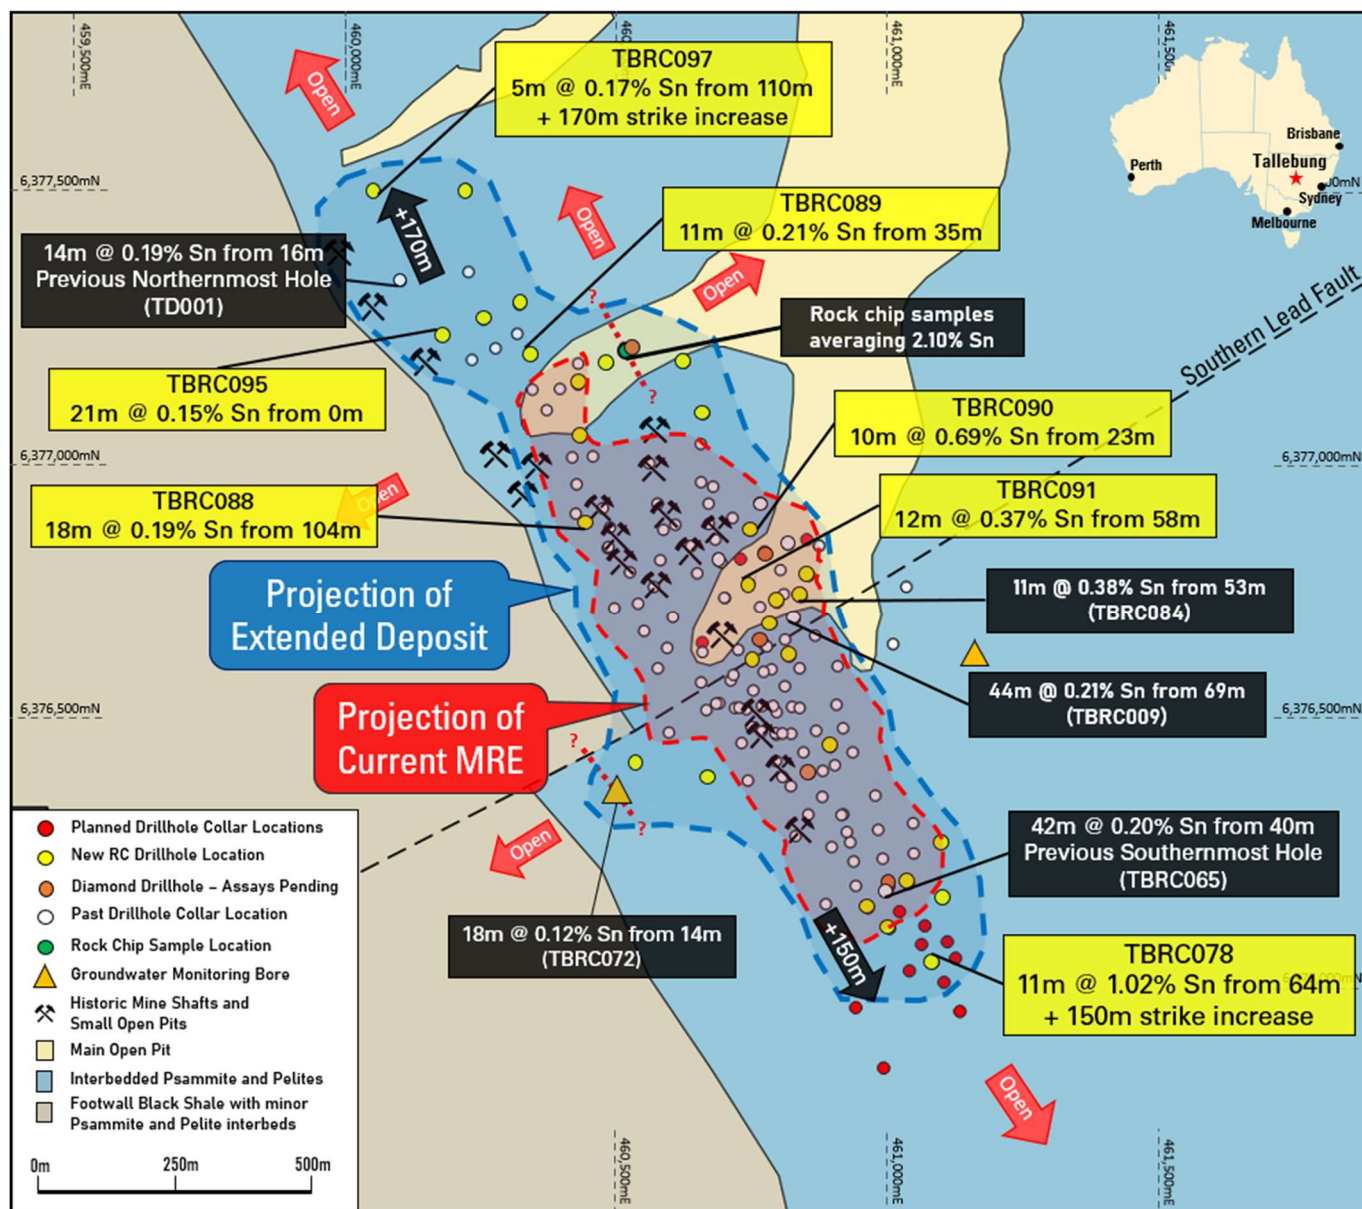 459,500mE
460,000mE
461,000mE
Open
TBRC097
5m @ 0.17% Sn from 110m
+ 170m strike increase
Brisbane
Perth
Tallebung
Sydney
Melbourne
6,377,500mN
+170m
Open
TBRC089
11m @ 0.21% Sn from 35m
14m @ 0.19% Sn from 16m
Previous Northernmost Hole
(TD001)
Open
?
Rock chip samples
averaging 2.10% Sn
Southern Lead Fault
TBRC095
21m @ 0.15% Sn from 0m
?
TBRC090
10m @ 0.69% Sn from 23m
6,377,000mN
6,377,000mN
Open
TBRC088
18m @ 0.19% Sn from 104m
TBRC091
12m @ 0.37% Sn from 58m
Projection of
Extended Deposit
11m @ 0.38% Sn from 53m
(TBRC084)
44m @ 0.21% Sn from 69m
(TBRC009)
6,376,500mN
6,376,500mN
Projection of
Current MRE
?
?
Open
42m @ 0.20% Sn from 40m
Previous Southernmost Hole
(TBRC065)
18m @ 0.12% Sn from 14m
(TBRC072)
+150m
TBRC078
11m @ 1.02% Sn from 64m
+ 150m strike increase
Open
Planned Drillhole Collar Locations
New RC Drillhole Location
Diamond Drillhole – Assays Pending
Past Drillhole Collar Location
Rock Chip Sample Location
Groundwater Monitoring Bore
Historic Mine Shafts and
Small Open Pits
Main Open Pit
Interbedded Psammite and Pelites
Footwall Black Shale with minor
Psammite and Pelite interbeds
0m 250m 500m
460,500mE
461,000mE
461,500mE